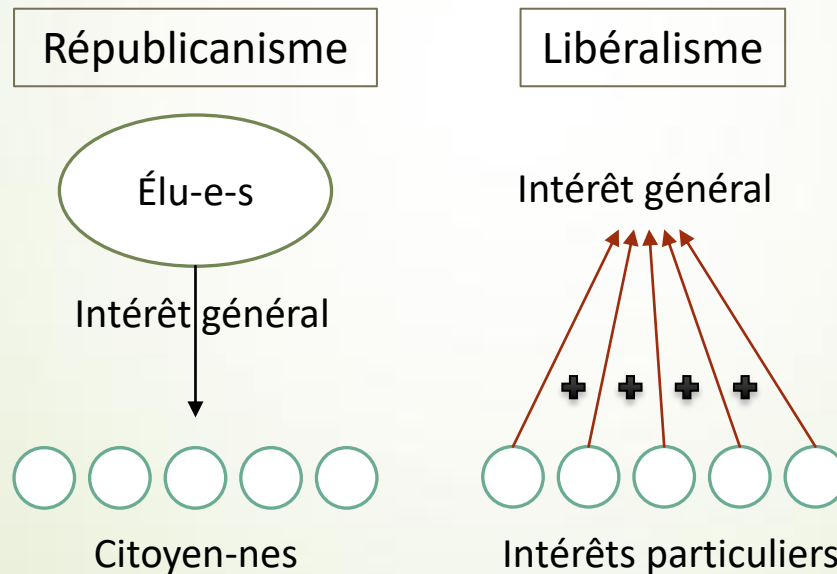 Républicanisme
Élu-e-s
Intérêt général
Citoyen-nes
Libéralisme
Intérêt général
Intérêts particuliers